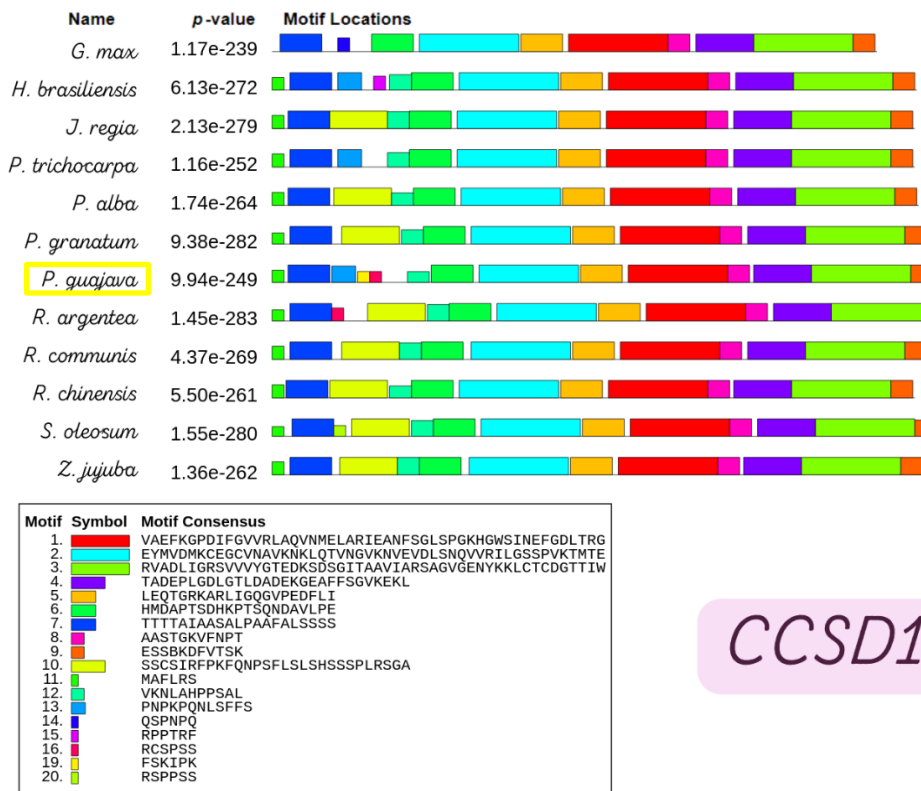 Name p-value Motif Locations
G. max 1.17e-239
H. brasiliensis 6.13e-272
J. regia 2.13e-279
P. trichocarpa 1.16e-252
P. alba 1.74e-264
P. granatum 9.38e-282
P. guajava 9.94e-249
R. argentea 1.45e-283
R. communis 4.37e-269
R. chinensis 5.50e-261
S. oleosum 1.55e-280
Z. jujuba 1.36e-262
Motif Symbol Motif Consensus
1. VAEFKGPDIFGVVRLAQVNMELARIEANFSGLSPGKHGWSINEFGDLTRG
2. EYMVDMKCEGCVNAVKNKLQTVNGVKNVEVDLSNQVVRILGSSPVKTMTE
3. RVADLIGRSVVVYGTEDKSDSGITAAVIARSAGVGENYKKLCTCDGTTIW
4. TADEPLGDLGTLDADEKGEAFFSGVKEKL
5. LEQTGRKARLIGQGVPEDFLI
6. HMDAPTSDHKPTSQNDAVLPE
7. TTTTAIAASALPAAFALSSSS
8. AASTGKVFNPT
9. ESSBKDFVTSK
10. SSCSIRFPKFQNPSFLSLSHSSSPLRSGA
11. MAFLRS
12. VKNLAHPPSAL
13. PNPKPQNLSFFS
14. QSPNPQ
15. RPPTRF
16. RCSPSS
19. FSKIPK
20. RSPPSS
CCSD1